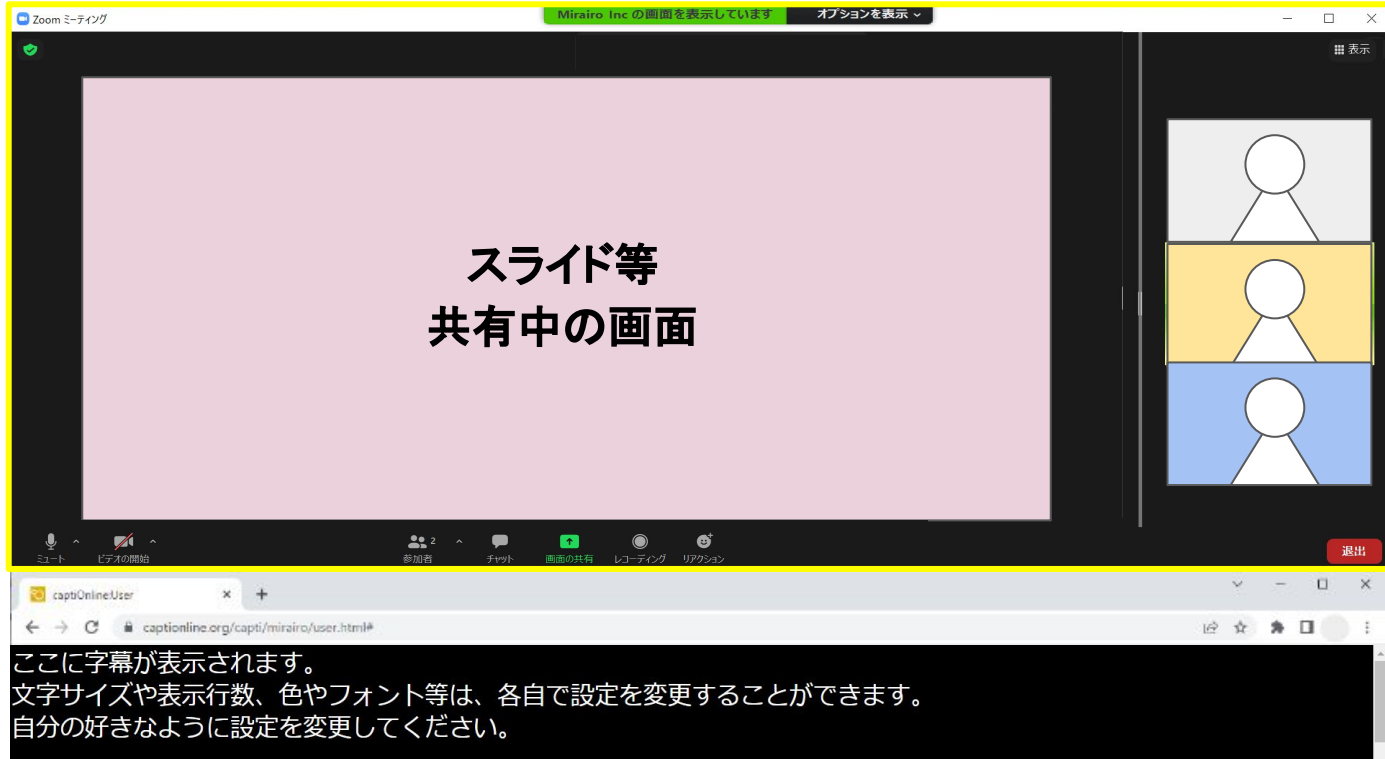 Zoom ミーティング
Mirairo Inc の画面を表示しています
オプションを表示
表示
スライド等
共有中の画面
ミュート
ビデオの開始
2
参加者
チャット
画面の共有
レコーディング
リアクション
退出
captiOnline:User
captionline.org/capti/mirairo/user.html#
ここに字幕が表示されます。
文字サイズや表示行数、色やフォント等は、各自で設定を変更することができます。
自分の好きなように設定を変更してください。